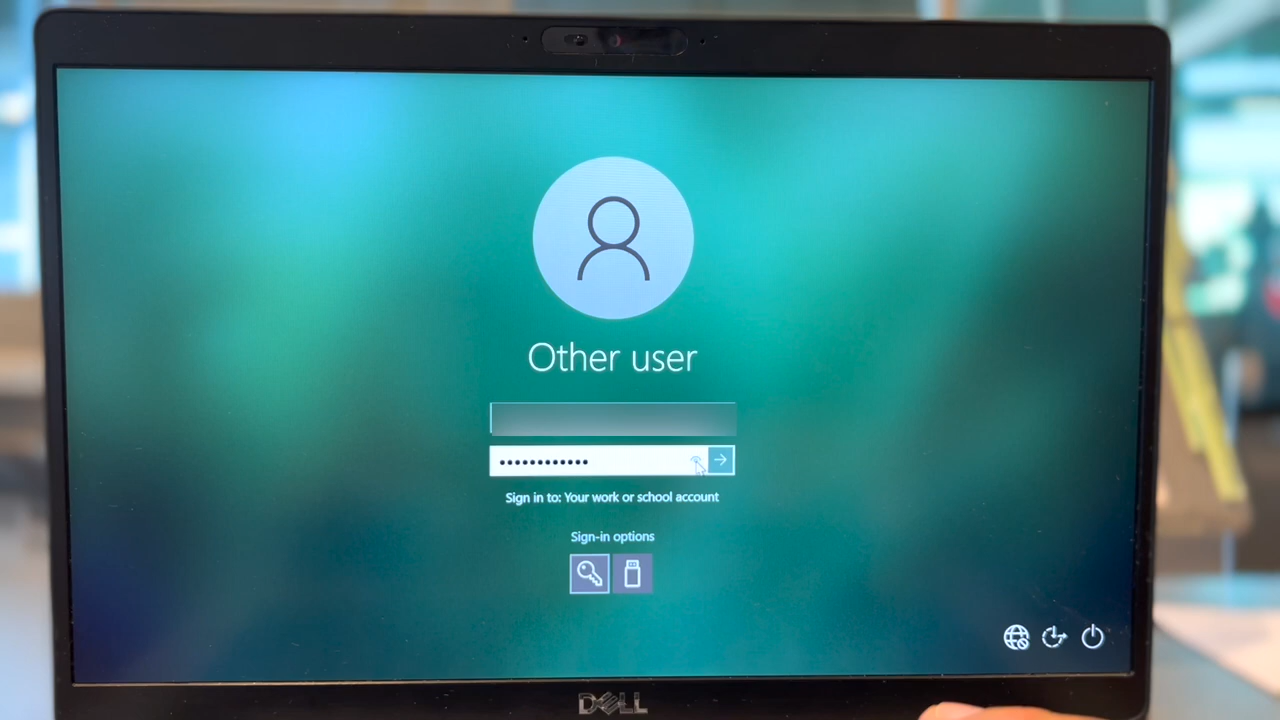 Other user
••••••••••••
Sign in to: Your work or school account
Sign-in options
DELL